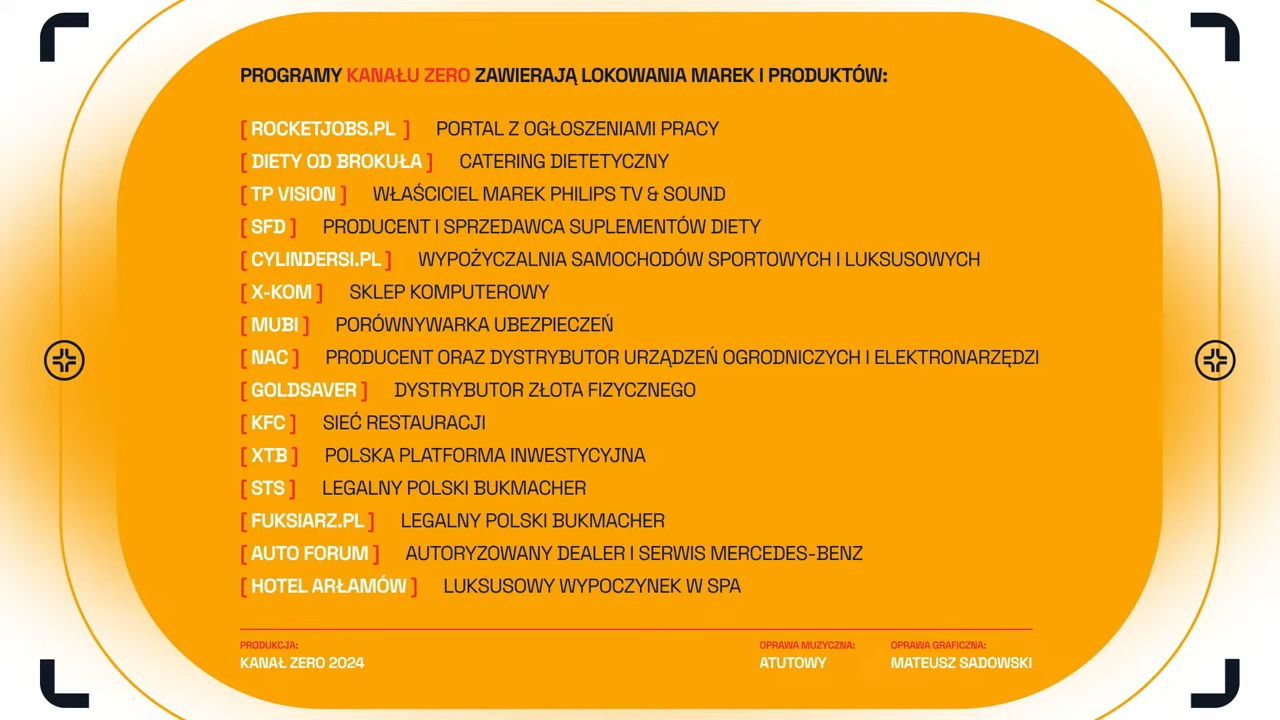 PROGRAMY KANAŁU ZERO ZAWIERAJĄ LOKOWANIA MAREK I PRODUKTÓW:
[ ROCKETJOBS.PL ] PORTAL Z OGŁOSZENIAMI PRACY
[ DIETY OD BROKUŁA ] CATERING DIETETYCZNY
[ TP VISION ] WŁAŚCICIEL MAREK PHILIPS TV & SOUND
[ SFD ] PRODUCENT I SPRZEDAWCA SUPLEMENTÓW DIETY
[ CYLINDERSI.PL ] WYPOŻYCZALNIA SAMOCHODÓW SPORTOWYCH I LUKSUSOWYCH
[ X-KOM ] SKLEP KOMPUTEROWY
[ MUBI ] PORÓWNYWARKA UBEZPIECZEŃ
[ NAC ] PRODUCENT ORAZ DYSTRYBUTOR URZĄDZEŃ OGRODNICZYCH I ELEKTRONARZĘDZI
[ GOLDSAVER ] DYSTRYBUTOR ZŁOTA FIZYCZNEGO
[ KFC ] SIEĆ RESTAURACJI
[ XTB ] POLSKA PLATFORMA INWESTYCYJNA
[ STS ] LEGALNY POLSKI BUKMACHER
[ FUKSIARZ.PL ] LEGALNY POLSKI BUKMACHER
[ AUTO FORUM ] AUTORYZOWANY DEALER I SERWIS MERCEDES-BENZ
[ HOTEL ARŁAMÓW ] LUKSUSOWY WYPOCZYNEK W SPA
PRODUKCJA: OPRAWA MUZYCZNA: OPRAWA GRAFICZNA:
KANAŁ ZERO 2024 ATUTOWY MATEUSZ SADOWSKI